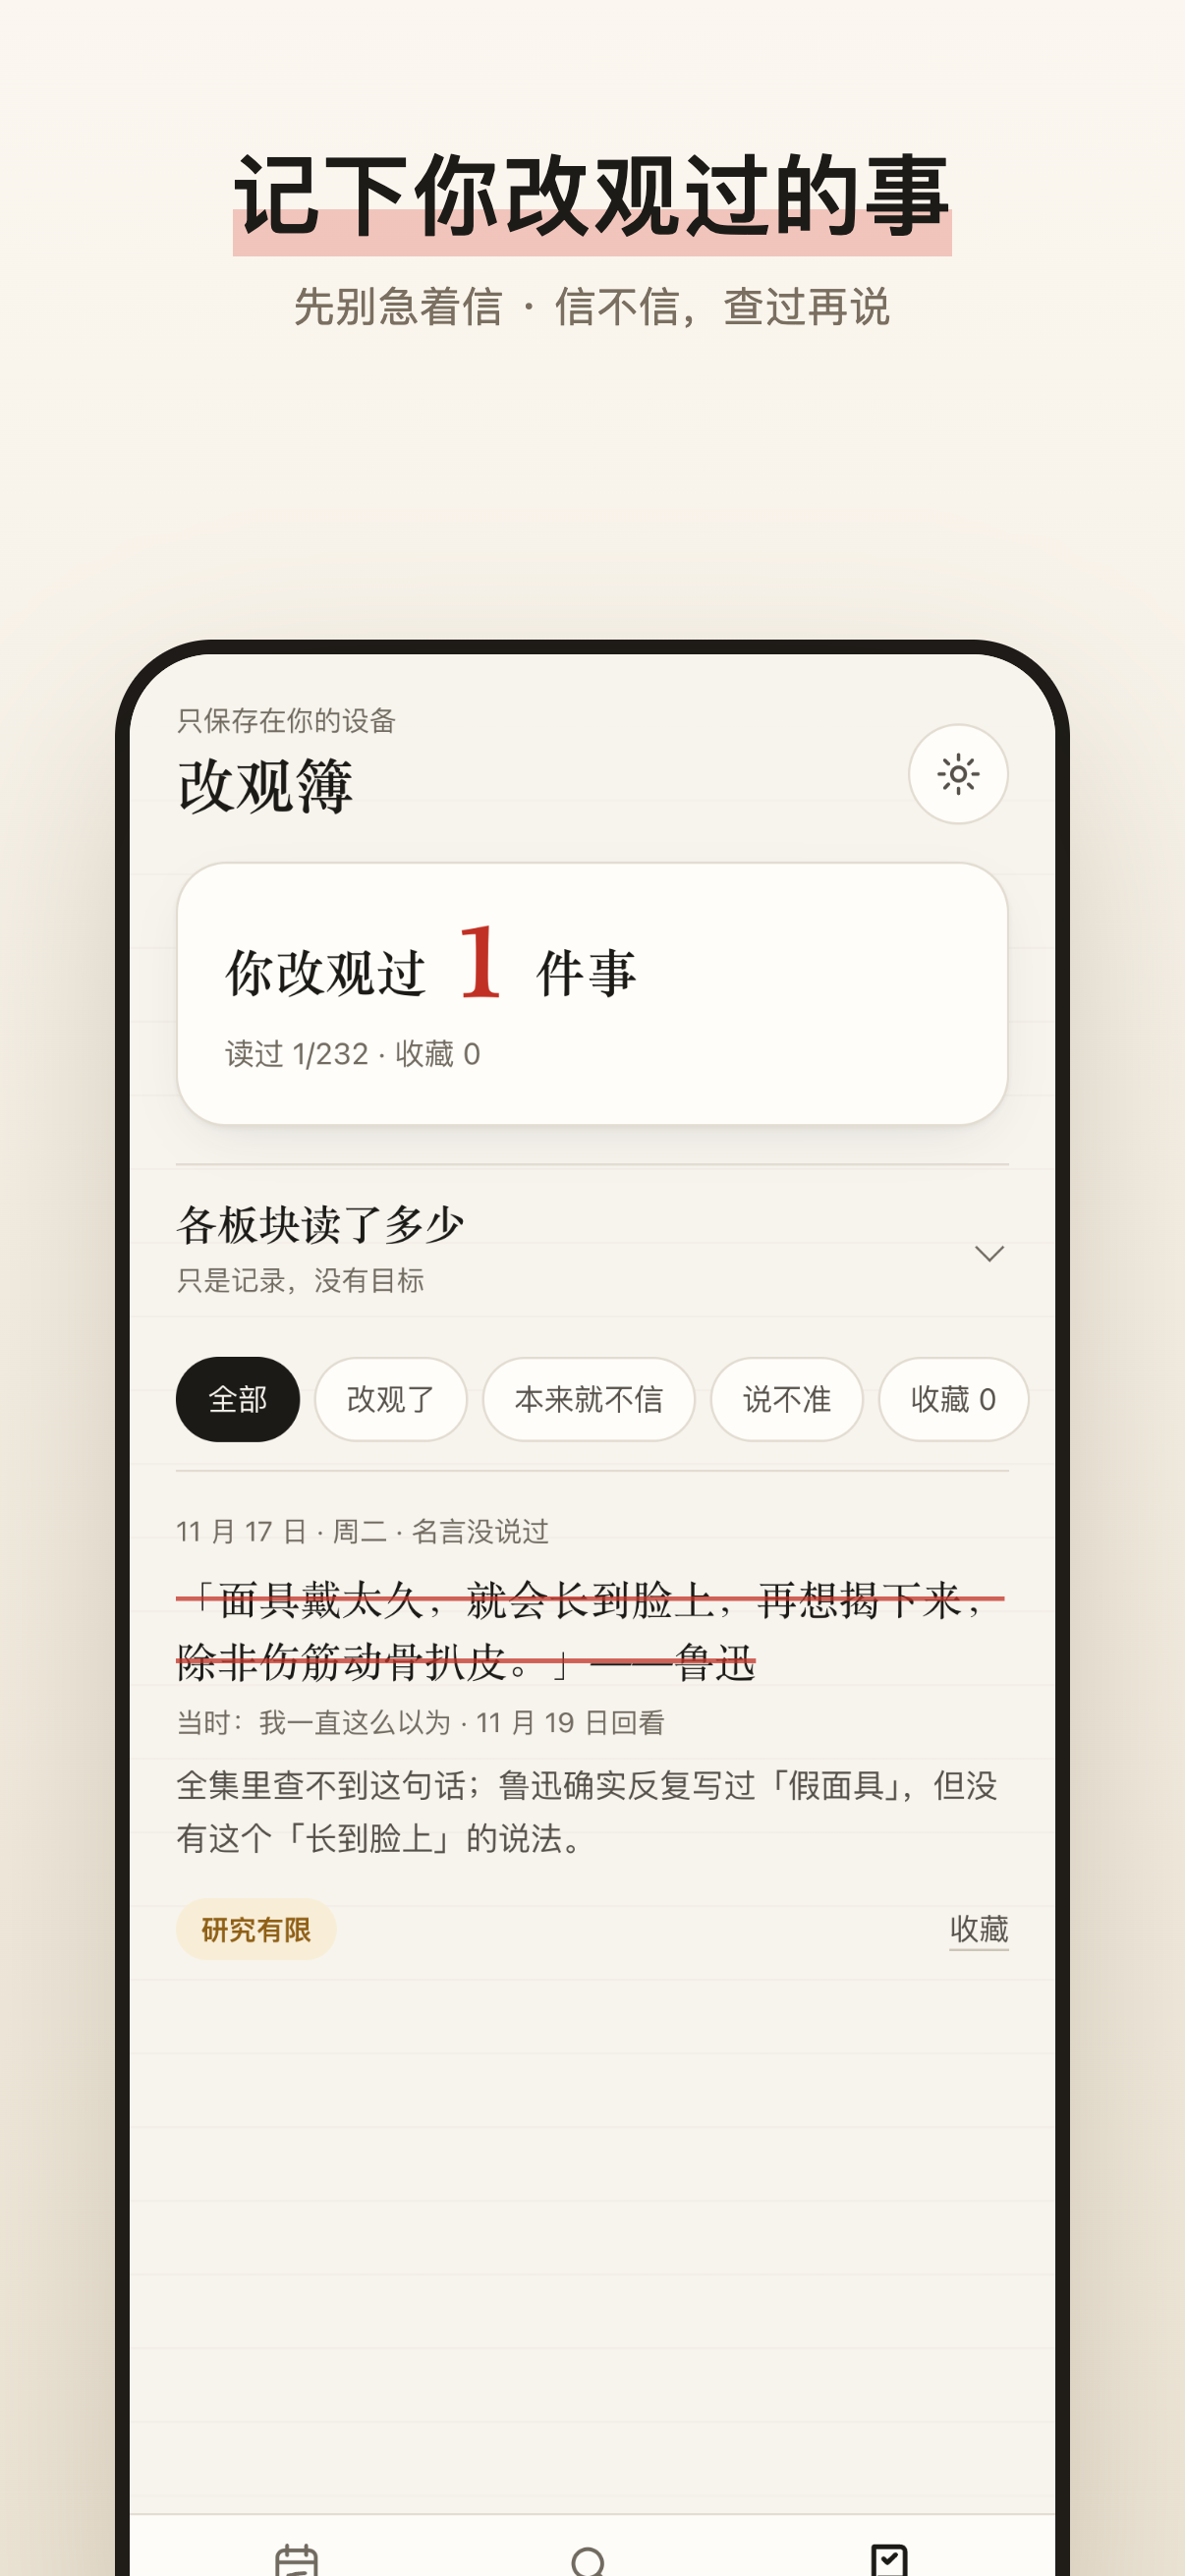 记下你改观过的事
先别急着信 · 信不信，查过再说
只保存在你的设备
改观簿
你改观过 1 件事
读过 1/232 · 收藏 0
各板块读了多少
只是记录，没有目标
全部 改观了 本来就不信 说不准 收藏 0
11 月 17 日 · 周二 · 名言没说过
「面具戴太久，就会长到脸上，再想揭下来，
除非伤筋动骨扒皮。」——鲁迅
当时：我一直这么以为 · 11 月 19 日回看
全集里查不到这句话；鲁迅确实反复写过「假面具」，但没
有这个「长到脸上」的说法。
研究有限 收藏